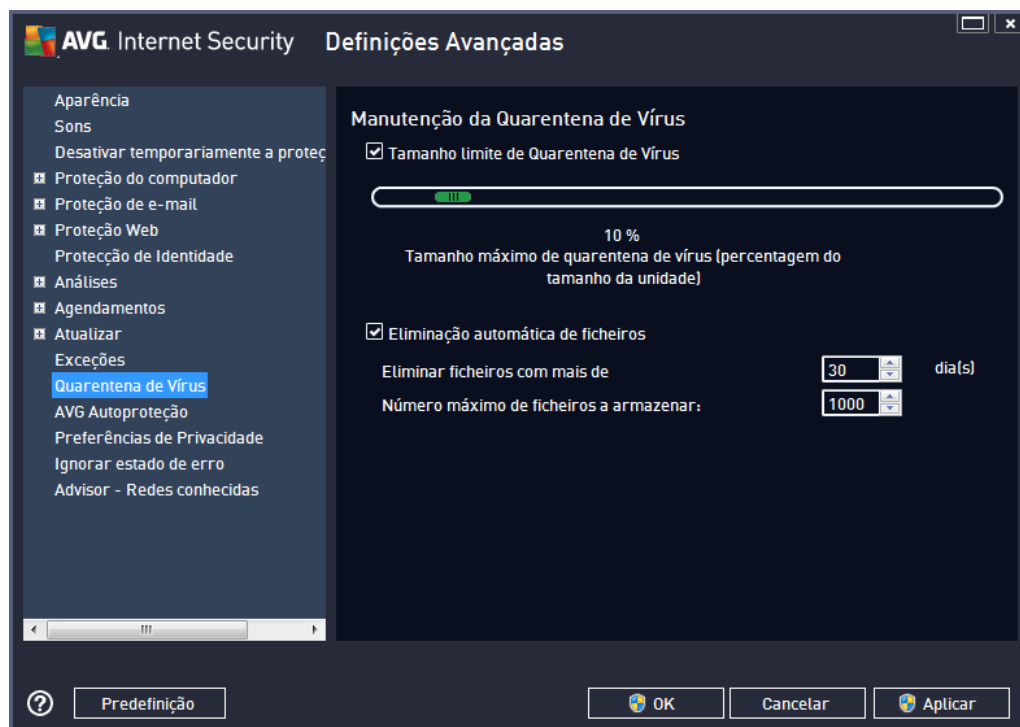 AVG. Internet Security Definições Avançadas
Aparência
Sons
Desativar temporariamente a proteç
Proteção do computador
Proteção de e-mail
Proteção Web
Protecção de Identidade
Análises
Agendamentos
Atualizar
Exceções
Quarentena de Vírus
AVG Autoproteção
Preferências de Privacidade
Ignorar estado de erro
Advisor - Redes conhecidas
Manutenção da Quarentena de Vírus
Tamanho limite de Quarentena de Vírus
10 %
Tamanho máximo de quarentena de vírus (percentagem do
tamanho da unidade)
Eliminação automática de ficheiros
Eliminar ficheiros com mais de 30 dia(s)
Número máximo de ficheiros a armazenar: 1000
Predefinição OK Cancelar Aplicar